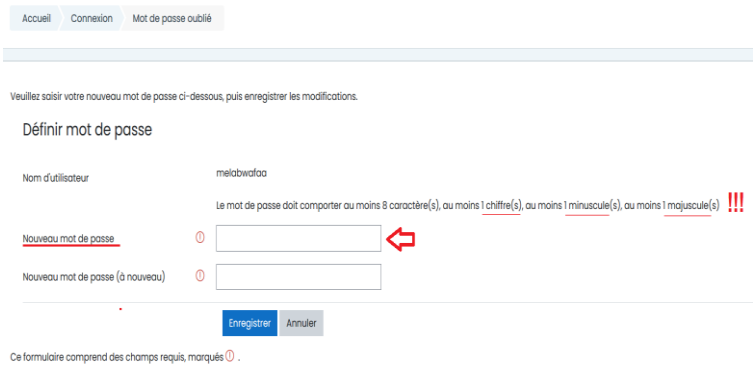 Accueil Connexion Mot de passe oublié
Veuillez saisir votre nouveau mot de passe ci-dessous, puis enregistrer les modifications.
Définir mot de passe
Nom d'utilisateur melabwafaa
Le mot de passe doit comporter au moins 8 caractère(s), au moins 1 chiffre(s), au moins 1 minuscule(s), au moins 1 majuscule(s) !!!
Nouveau mot de passe
Nouveau mot de passe (à nouveau)
Enregistrer Annuler
Ce formulaire comprend des champs requis, marqués .